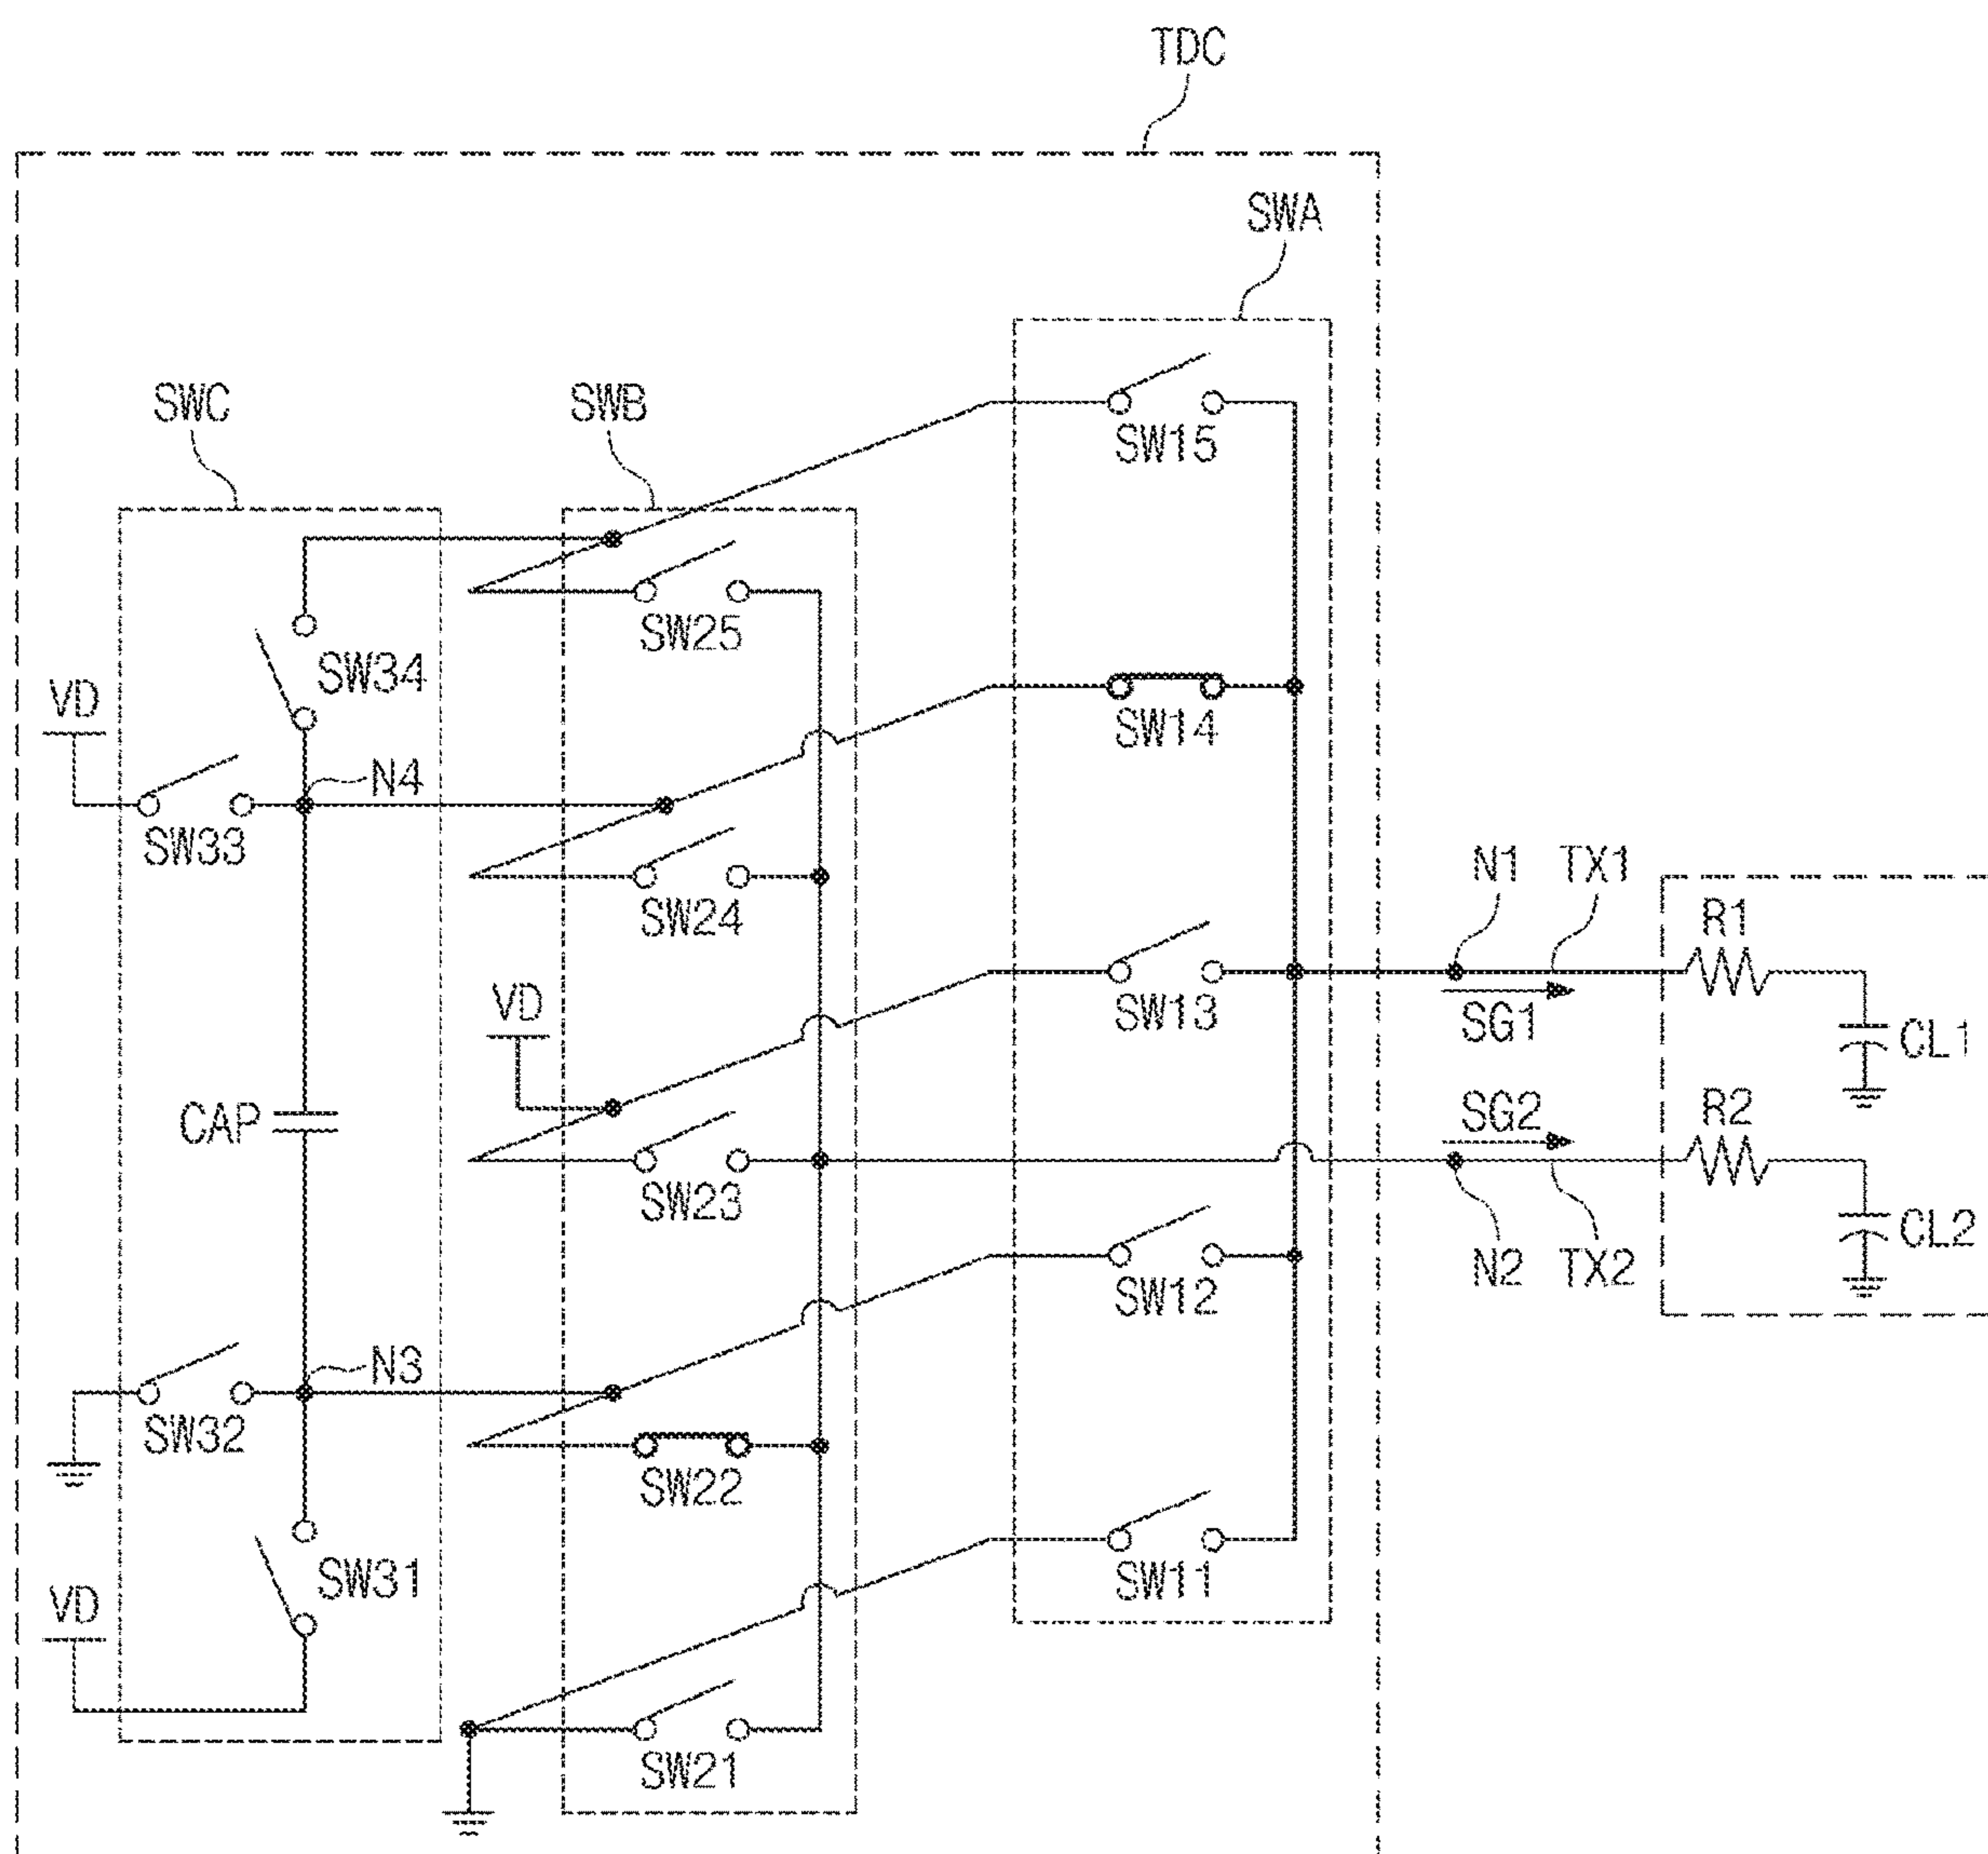 TDC
SWA
SWC
SWB
SW15
SW25
SW34
VD
SW14
N4
SW33
SW24
N1
TX1
R1
VD
SW13
SG1
CL1
CAP
SG2
R2
SW23
CL2
N2
TX2
SW12
N3
SW32
SW22
SW31
SW11
VD
SW21